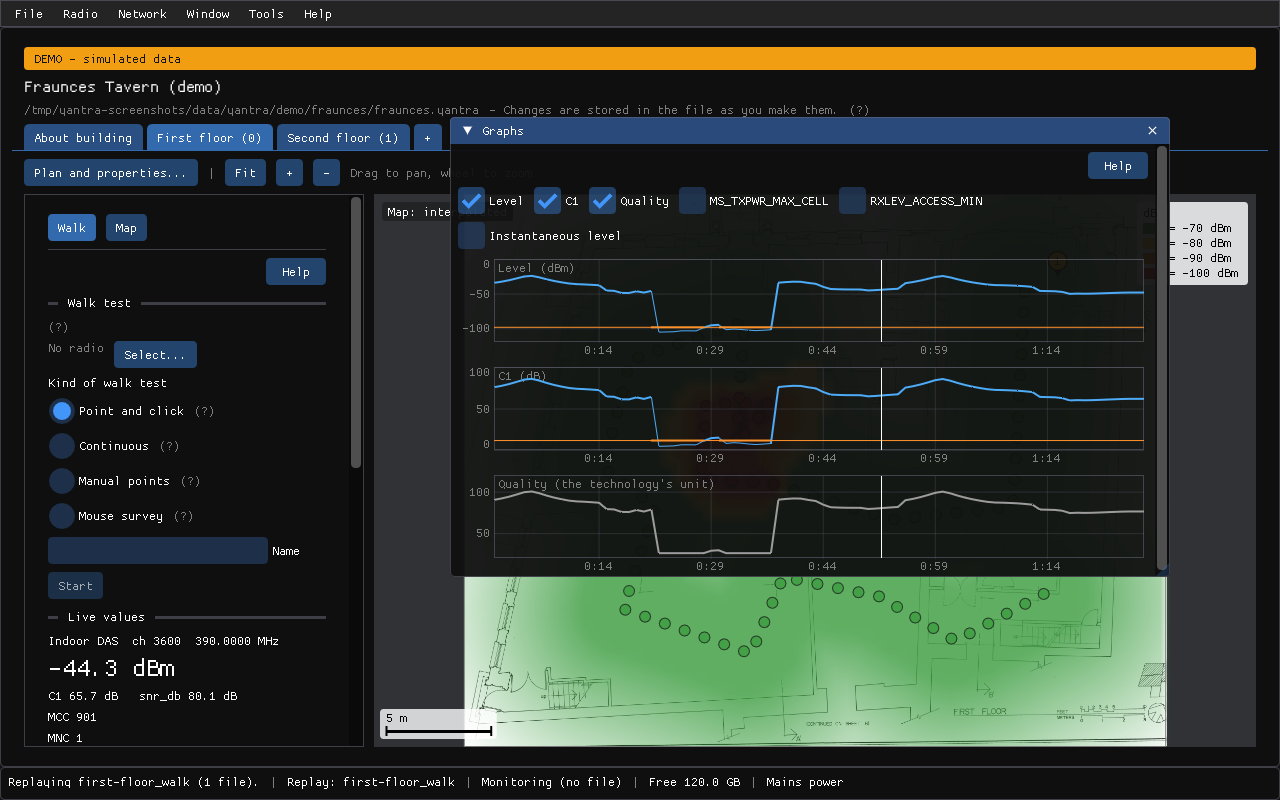 File Radio Network Window Tools Help
DEMO - simulated data
Fraunces Tavern (demo)
/tmp/yantra-screenshots/data/yantra/demo/fraunces/fraunces.yantra - Changes are stored in the file as you make them. (?)
About building First floor (0) Second floor (1) +
Plan and properties... | Fit + - Drag to pan, wheel to zoom
Graphs
Help
Level C1 Quality MS_TXPWR_MAX_CELL RXLEV_ACCESS_MIN
Instantaneous level
Level (dBm)
0
-50
-100
0:14 0:29 0:44 0:59 1:14
C1 (dB)
100
50
0
0:14 0:29 0:44 0:59 1:14
Quality (the technology's unit)
100
50
0:14 0:29 0:44 0:59 1:14
Walk Map
Help
Walk test
(?)
No radio Select...
Kind of walk test
Point and click (?)
Continuous (?)
Manual points (?)
Mouse survey (?)
Name
Start
Live values
Indoor DAS ch 3600 390.0000 MHz
-44.3 dBm
C1 65.7 dB snr_db 80.1 dB
MCC 901
MNC 1
Map: inte
= -70 dBm
= -80 dBm
= -90 dBm
= -100 dBm
FIRST FLOOR
5 m
Replaying first-floor_walk (1 file). | Replay: first-floor_walk | Monitoring (no file) | Free 120.0 GB | Mains power